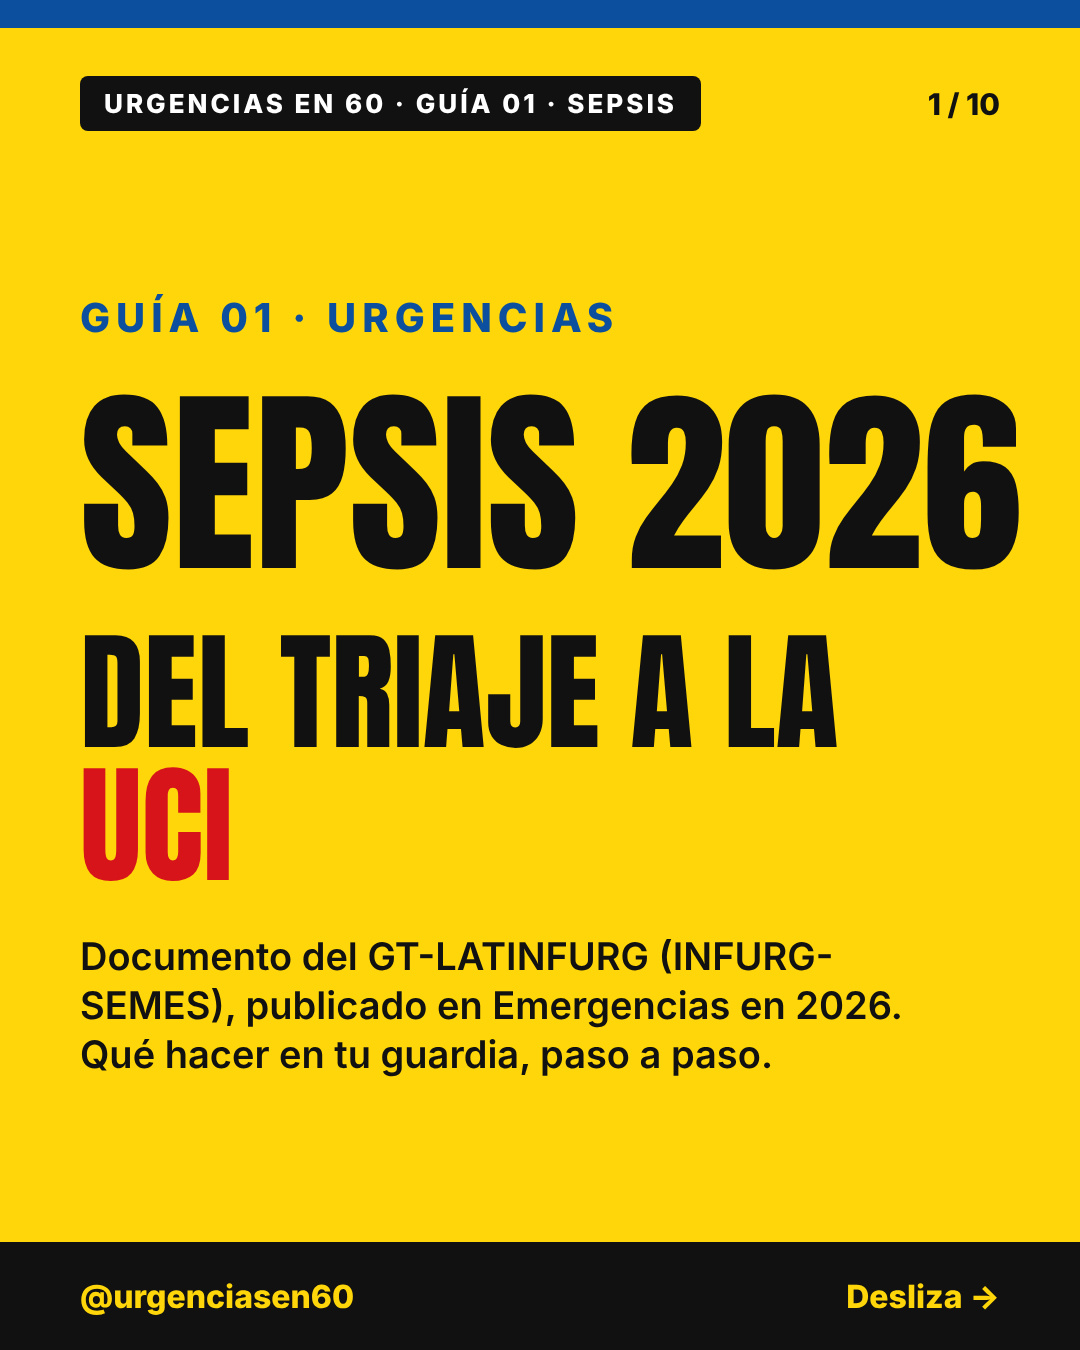 URGENCIAS EN 60 · GUÍA 01 · SEPSIS
1 / 10
GUÍA 01 · URGENCIAS
SEPSIS 2026
DEL TRIAJE A LA
UCI
Documento del GT-LATINFURG (INFURG-
SEMES), publicado en Emergencias en 2026.
Qué hacer en tu guardia, paso a paso.
@urgenciasen60
Desliza →